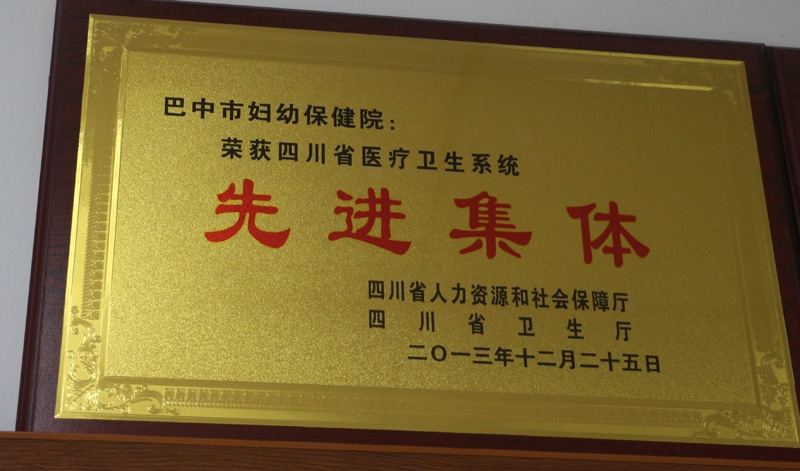 巴中市妇幼保健院：
荣获四川省医疗卫生系统
先进集体
四川省人力资源和社会保障厅
四川省卫生厅
二〇一三年十二月二十五日